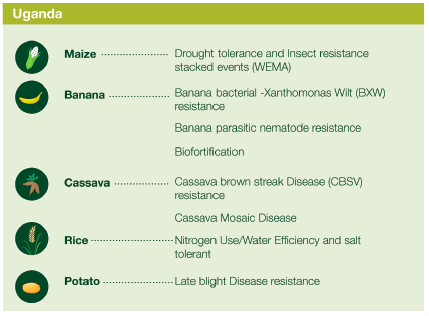 Uganda
Maize ..................... Drought tolerance and Insect resistance
stacked events (WEMA)
Banana ..................... Banana bacterial -Xanthomonas Wilt (BXW)
resistance
Banana parasitic nematode resistance
Biofortification
Cassava ................... Cassava brown streak Disease (CBSV)
resistance
Cassava Mosaic Disease
Rice ............................ Nitrogen Use/Water Efficiency and salt
tolerant
Potato ........................ Late blight Disease resistance